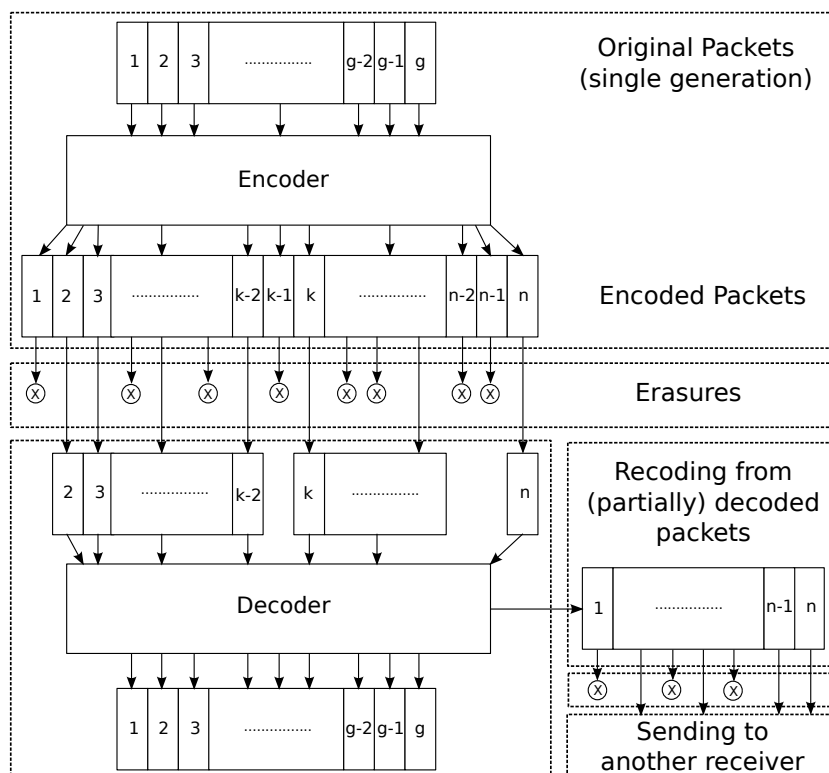 Original Packets
(single generation)
1 2 3 ................ g-2 g-1 g
Encoder
1 2 3 ................ k-2 k-1 k ................ n-2 n-1 n
Encoded Packets
X X X X X X X X
Erasures
2 3 ................ k-2 k ................ n
Recoding from
(partially) decoded
packets
Decoder
1 ................ n-1 n
X X X
1 2 3 ................ g-2 g-1 g
Sending to
another receiver